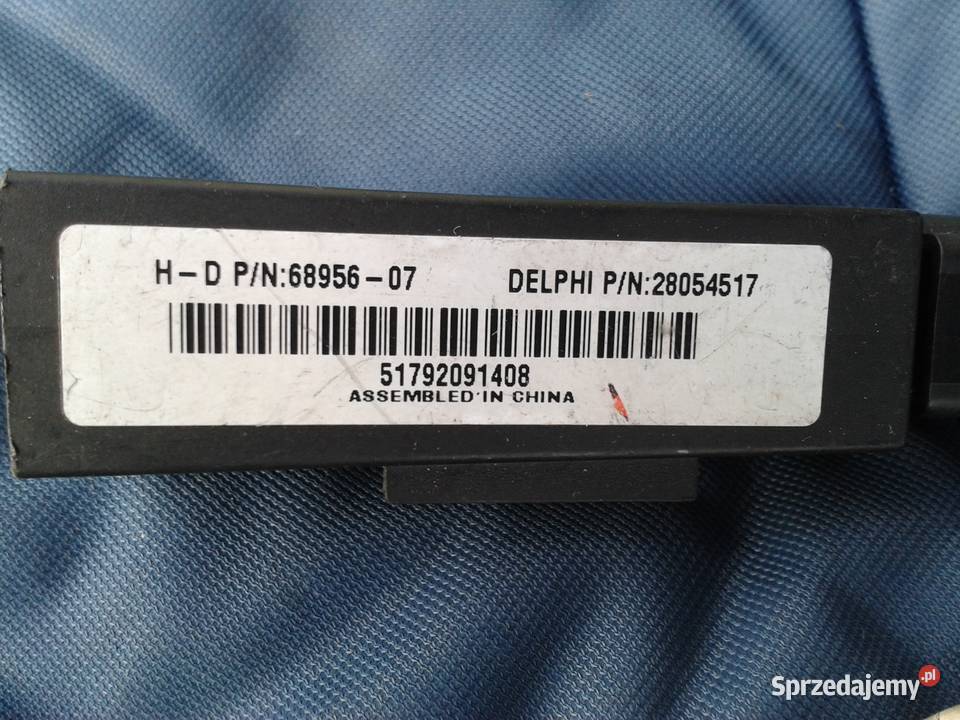 H-D P/N:68956-07 DELPHI P/N:28054517
51792091408
ASSEMBLED IN CHINA
Sprzedajemy.pl